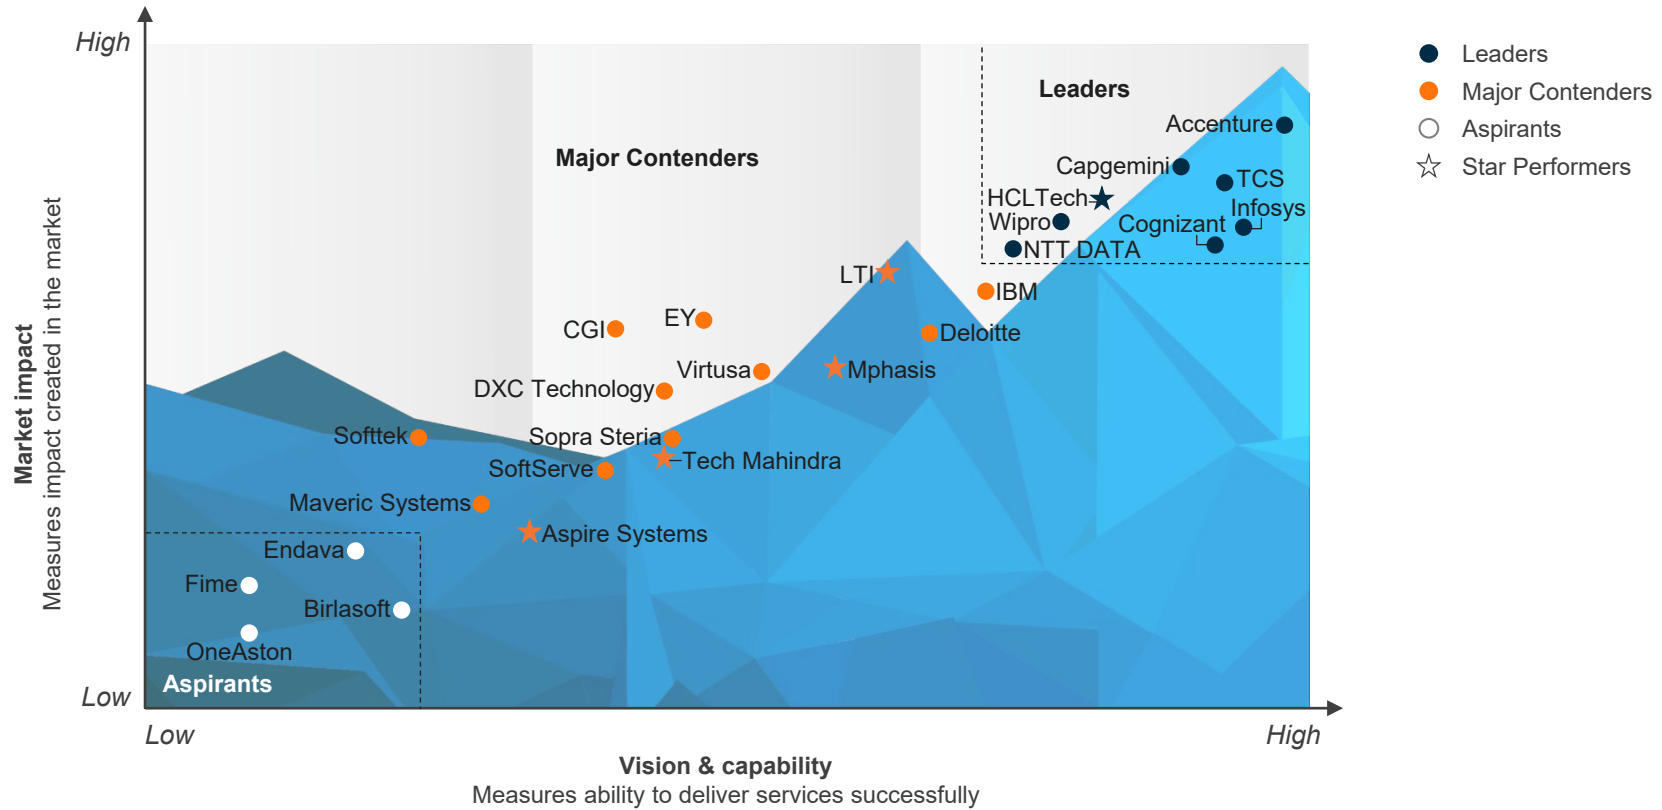 High
Leaders
Leaders
Major Contenders
Aspirants
Star Performers
Accenture
Major Contenders
Capgemini
TCS
HCLTech
Infosys
Wipro
Cognizant
NTT DATA
LTI
IBM
CGI
EY
Deloitte
Virtusa
Mphasis
DXC Technology
Softtek
Sopra Steria
Tech Mahindra
SoftServe
Maveric Systems
Aspire Systems
Endava
Fime
Birlasoft
OneAston
Aspirants
Market impact
Measures impact created in the market
Low
Low
High
Vision & capability
Measures ability to deliver services successfully